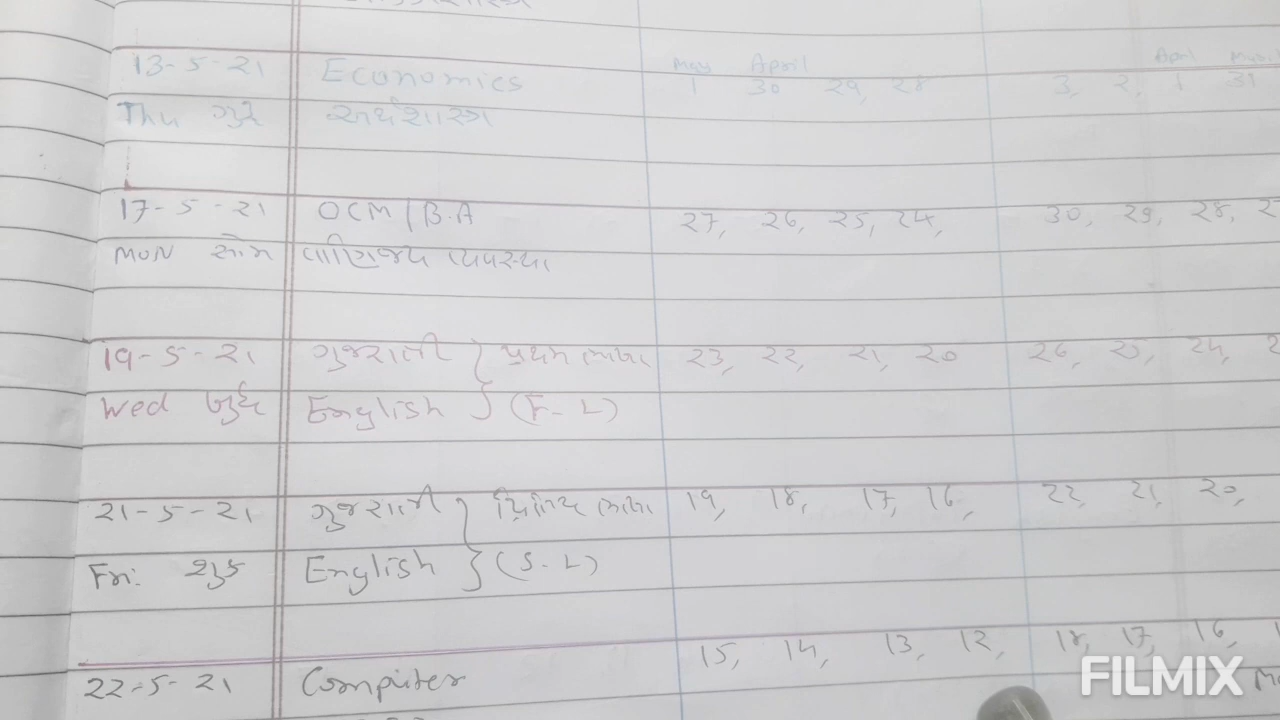 May April April
13-5-21 Economics 1 30 29, 28 3, 2, 1 31
Thu ગુરૂ અર્થશાસ્ત્ર
17-5-21 OCM/B.A 27, 26, 25, 24, 30, 29, 28,
MON સોમ વાણિજ્ય વ્યવસ્થા
19-5-21 ગુજરાતી } પ્રથમ ભાષા 23, 22, 21, 20 26, 25, 24,
Wed બુધ English } (F-L)
21-5-21 ગુજરાતી } ભાષા 19, 18, 17, 16, 22, 21, 20,
Fri: શુક્ર English } (S-L)
15, 14, 13, 12, 18, 17, 16,
22-5-21 Computer
FILMIX